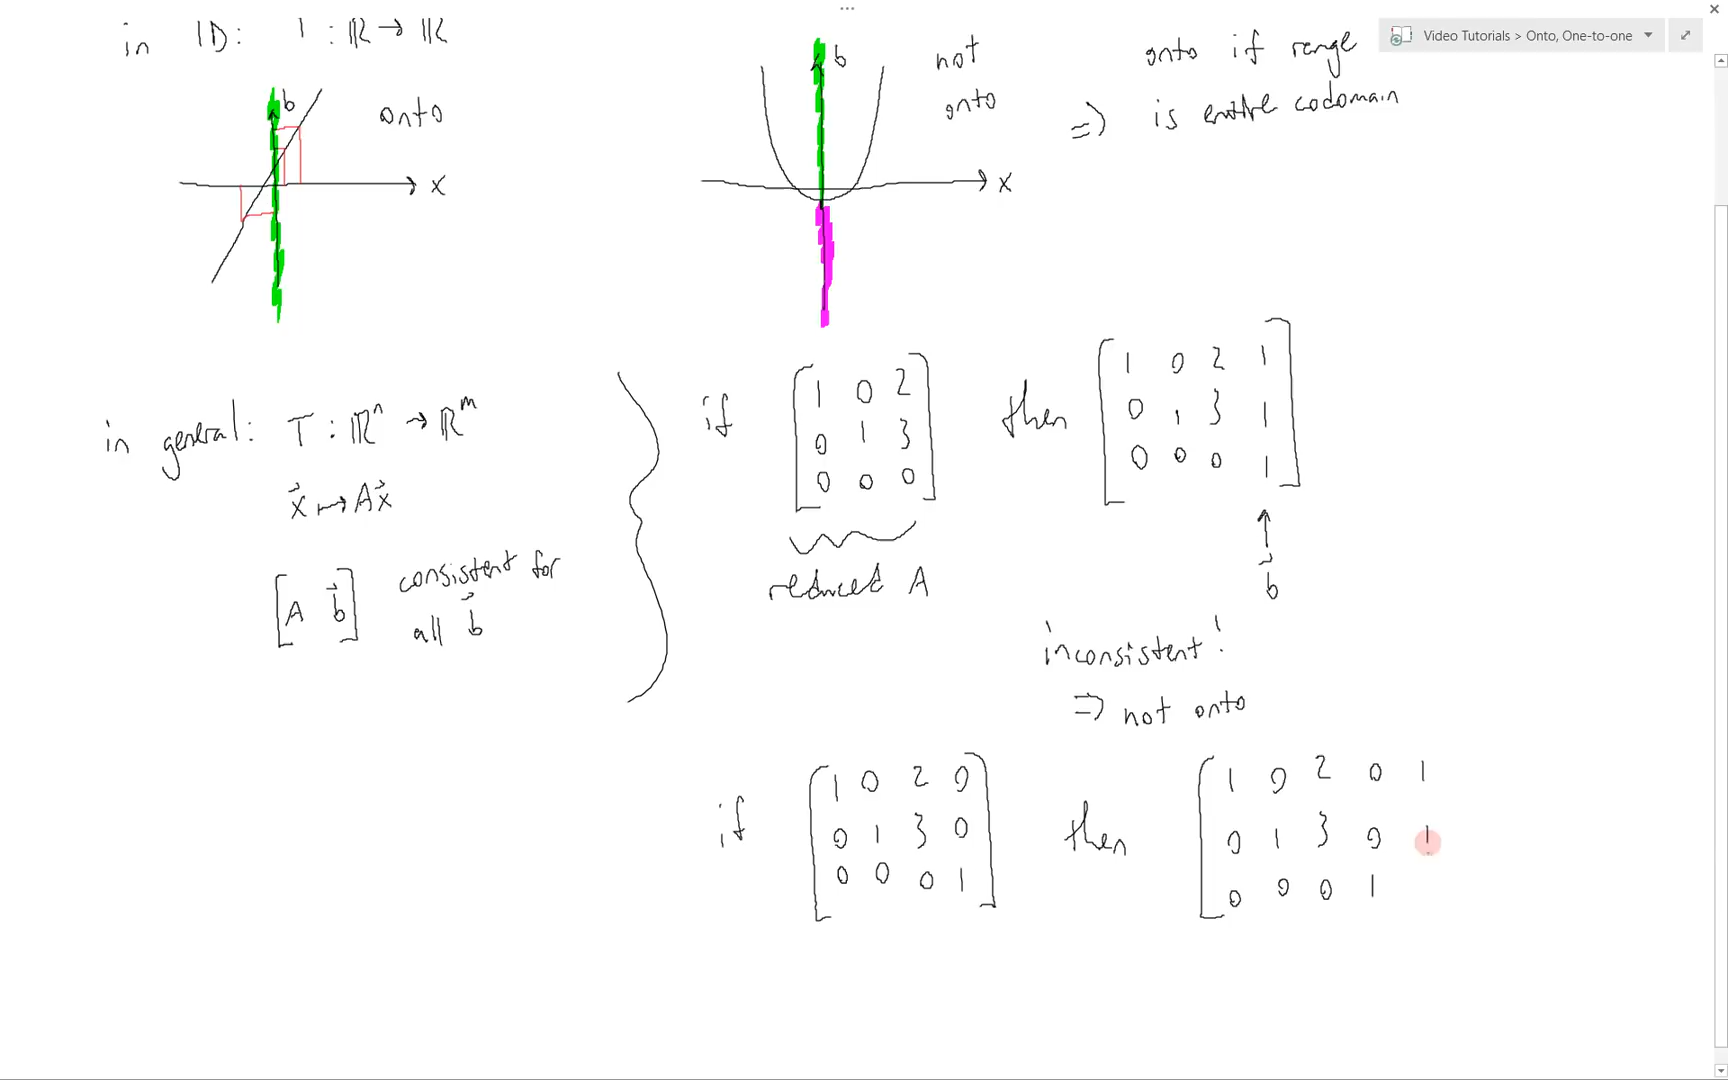 in 1D: T : ℝ → ℝ
b
onto
x
b
not
onto
x
onto if range
⇒ is entire codomain
Video Tutorials > Onto, One-to-one
in general: T : ℝⁿ → ℝᵐ
x⃗ ↦ Ax⃗
[A b⃗] consistent for
all b⃗
if
1 0 2
0 1 3
0 0 0
reduced A
then
1 0 2 1
0 1 3 1
0 0 0 1
↑
b⃗
inconsistent!
⇒ not onto
if
1 0 2 0
0 1 3 0
0 0 0 1
then
1 0 2 0 1
0 1 3 0 1
0 0 0 1